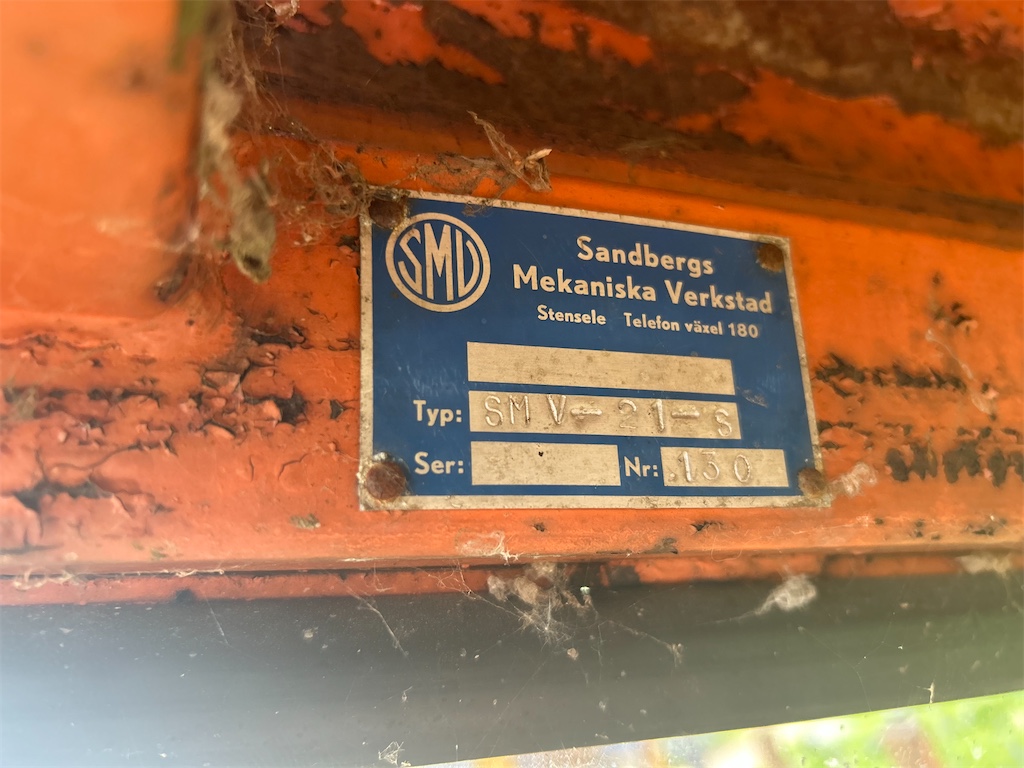 SMV
Sandbergs
Mekaniska Verkstad
Stensele Telefon växel 180
Typ: SMV-21-S
Ser: Nr: 130